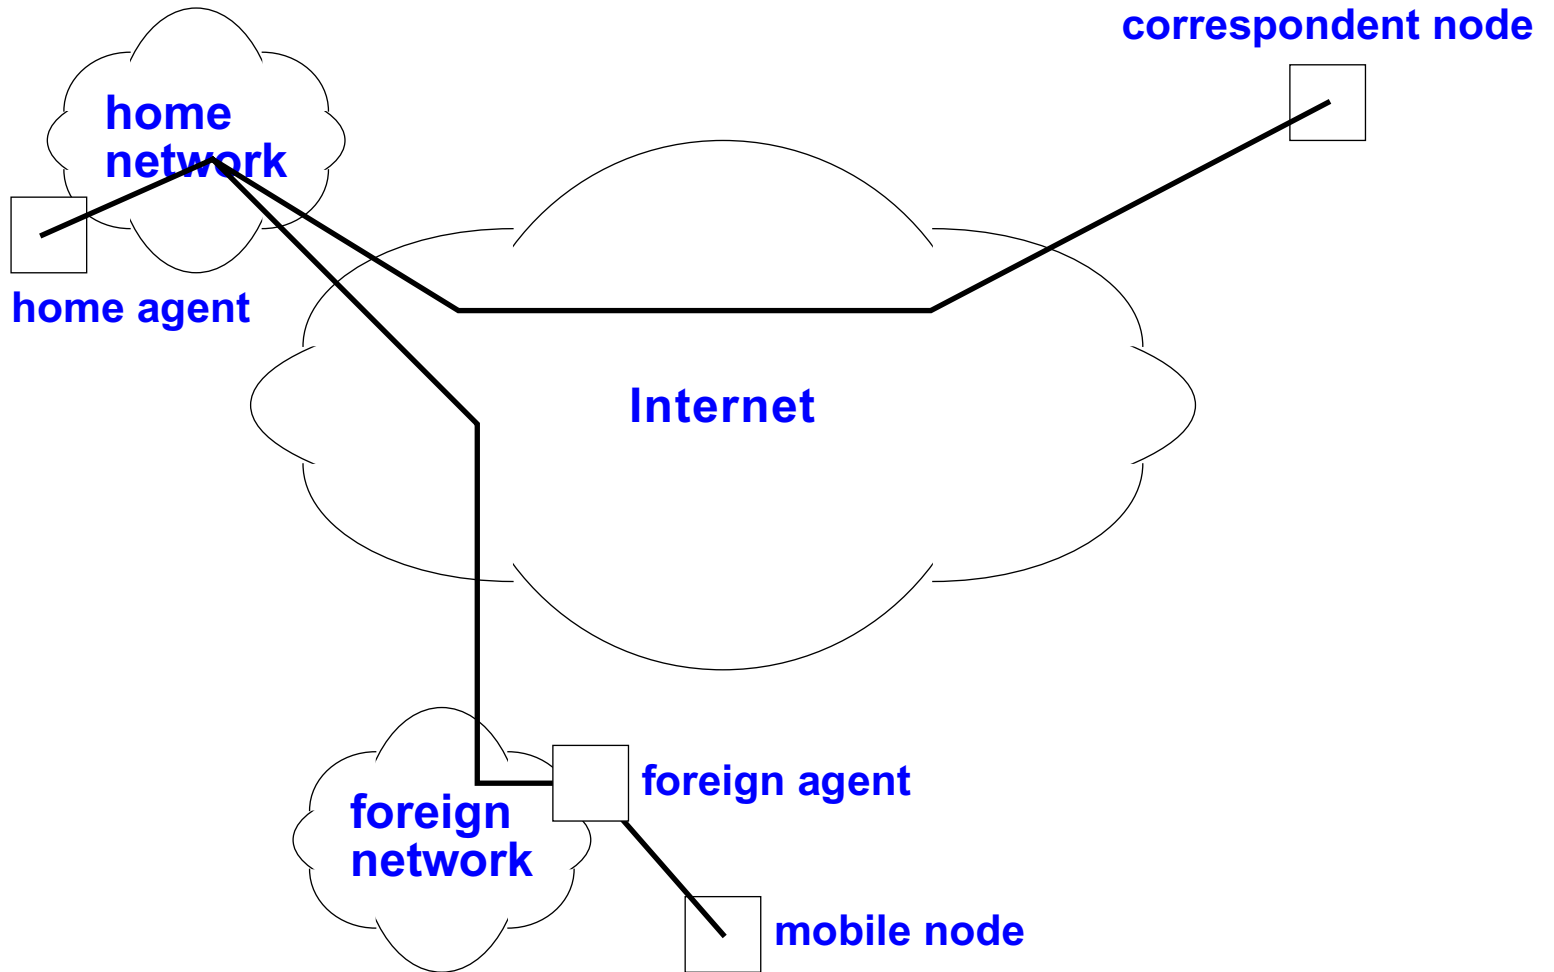 correspondent node
home
network
home agent
Internet
foreign agent
foreign
network
mobile node